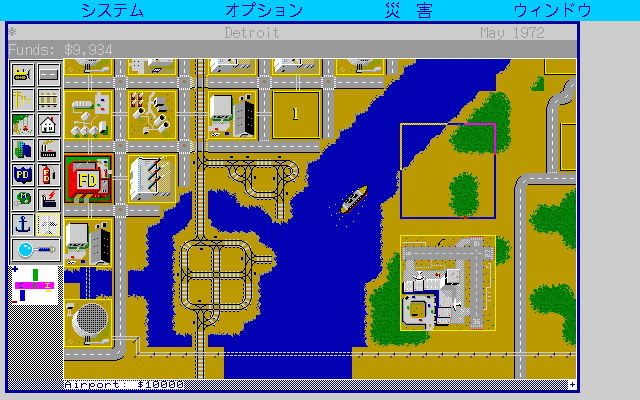 システム オプション 災 害 ウィンドウ
* Detroit May 1972
Funds: $9,934
I
PD
FD
Airport: $10000